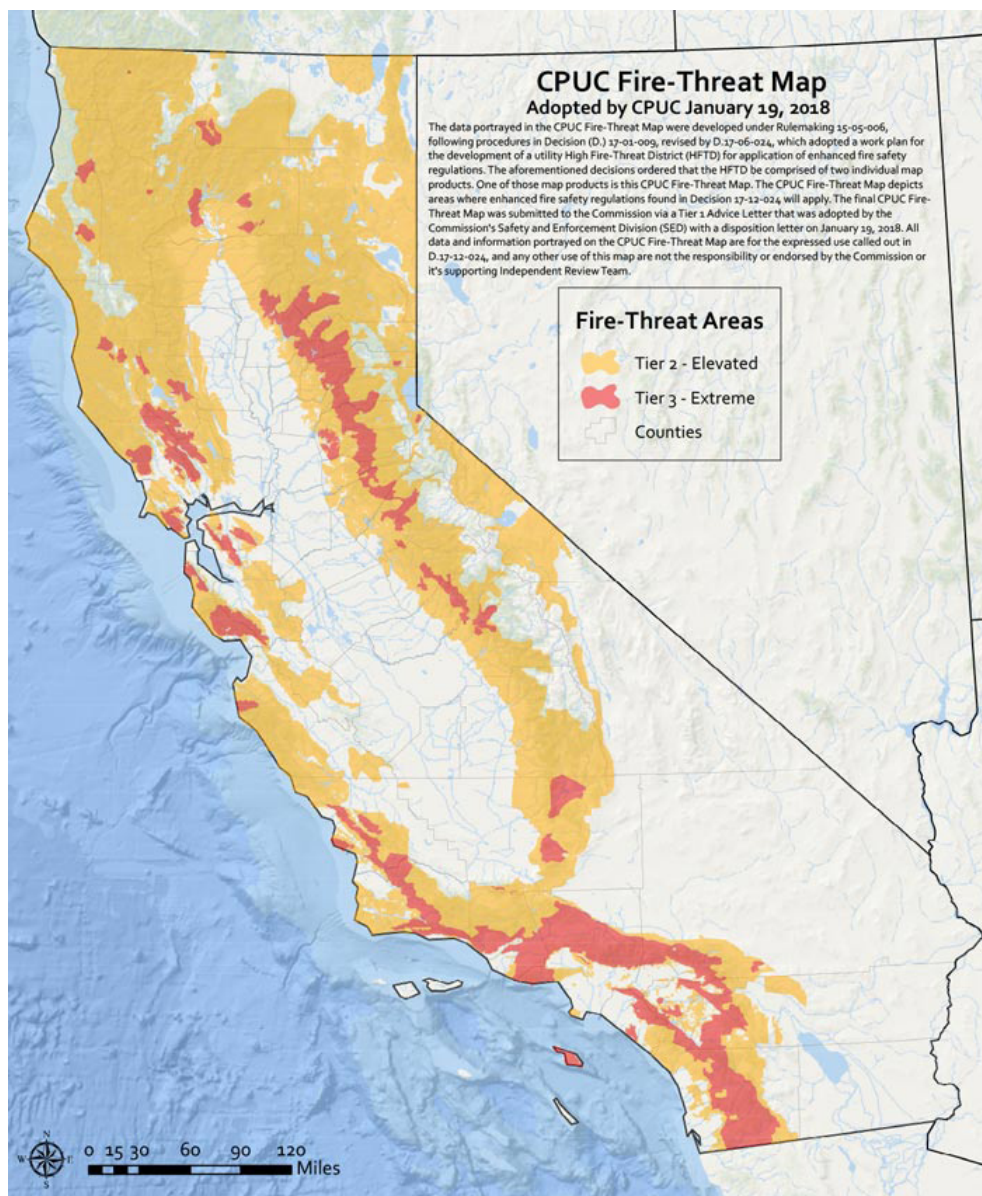 CPUC Fire-Threat Map
Adopted by CPUC January 19, 2018
The data portrayed in the CPUC Fire-Threat Map were developed under Rulemaking 15-05-006,
following procedures in Decision (D.) 17-01-009, revised by D.17-06-024, which adopted a work plan for
the development of a utility High Fire-Threat District (HFTD) for application of enhanced fire safety
regulations. The aforementioned decisions ordered that the HFTD be comprised of two individual map
products. One of those map products is this CPUC Fire-Threat Map. The CPUC Fire-Threat Map depicts
areas where enhanced fire safety regulations found in Decision 17-12-024 will apply. The final CPUC Fire-
Threat Map was submitted to the Commission via a Tier 1 Advice Letter that was adopted by the
Commission's Safety and Enforcement Division (SED) with a disposition letter on January 19, 2018. All
data and information portrayed on the CPUC Fire-Threat Map are for the expressed use called out in
D.17-12-024, and any other use of this map are not the responsibility or endorsed by the Commission or
it's supporting Independent Review Team.
Fire-Threat Areas
Tier 2 - Elevated
Tier 3 - Extreme
Counties
N
W E
S
0 15 30 60 90 120
Miles